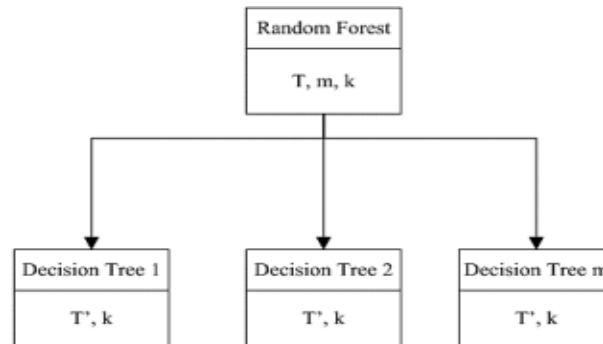 Random Forest
T, m, k
Decision Tree 1
Decision Tree 2
Decision Tree m
T’, k
T’, k
T’, k